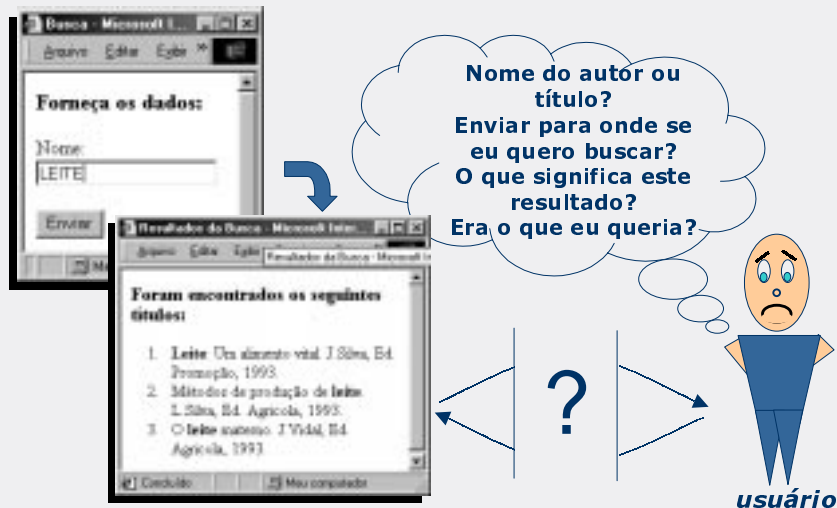 Busca - Microsoft I...
Arquivo Editar Exibir »
Forneça os dados:
Nome:
LEITE
Enviar
Resultados da Busca - Microsoft Inter...
Arquivo Editar
Resultados da Busca - Microsoft In
Foram encontrados os seguintes
títulos:
1. Leite: Um alimento vital. J.Silva, Ed.
Promoção, 1993.
2. Métodos de produção de leite.
L.Silva, Ed. Agrícola, 1993.
3. O leite materno. J.Vidal, Ed.
Agrícola, 1993
Concluído Meu computador
Nome do autor ou
título?
Enviar para onde se
eu quero buscar?
O que significa este
resultado?
Era o que eu queria?
?
usuário